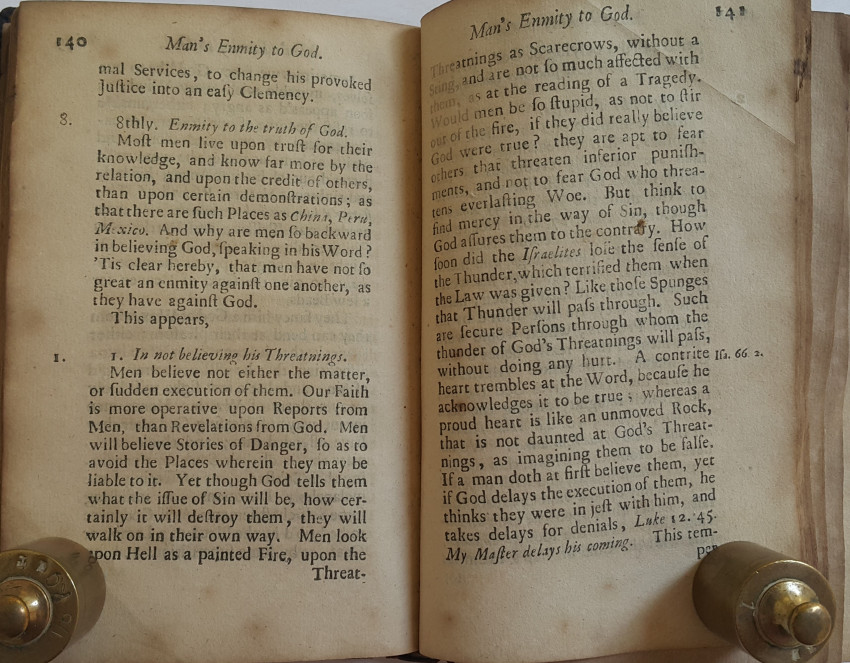 140
Man's Enmity to God.
mal Services, to change his provoked
Juſtice into an eaſy Clemency.
8.
8thly. Enmity to the truth of God.
Moſt men live upon truſt for their
knowledge, and know far more by the
relation, and upon the credit of others,
than upon certain demonſtrations; as
that there are ſuch Places as China, Peru,
Mexico. And why are men ſo backward
in believing God, ſpeaking in his Word?
'Tis clear hereby, that men have not ſo
great an enmity againſt one another, as
they have againſt God.
This appears,
1.
1. In not believing his Threatnings.
Men believe not either the matter,
or ſudden execution of them. Our Faith
is more operative upon Reports from
Men, than Revelations from God. Men
will believe Stories of Danger, ſo as to
avoid the Places wherein they may be
liable to it. Yet though God tells them
what the iſſue of Sin will be, how cer-
tainly it will deſtroy them, they will
walk on in their own way. Men look
upon Hell as a painted Fire, upon the
Threat-
Man's Enmity to God.
141
Threatnings as Scarecrows, without a
Sting, and are not ſo much affected with
them, as at the reading of a Tragedy.
Would men be ſo ſtupid, as not to ſtir
out of the fire, if they did really believe
God were true? they are apt to fear
others that threaten inferior puniſh-
ments, and not to fear God who threa-
tens everlaſting Woe. But think to
find mercy in the way of Sin, though
God aſſures them to the contrary. How
ſoon did the Iſraelites loſe the ſenſe of
the Thunder, which terrified them when
the Law was given? Like thoſe Spunges
that Thunder will paſs through. Such
are ſecure Perſons through whom the
thunder of God's Threatnings will paſs,
without doing any hurt. A contrite
Iſa. 66 2.
heart trembles at the Word, becauſe he
acknowledges it to be true; whereas a
proud heart is like an unmoved Rock,
that is not daunted at God's Threat-
nings, as imagining them to be falſe.
If a man doth at firſt believe them, yet
if God delays the execution of them, he
thinks they were in jeſt with him, and
takes delays for denials, Luke 12. 45.
My Maſter delays his coming. This tem-
per